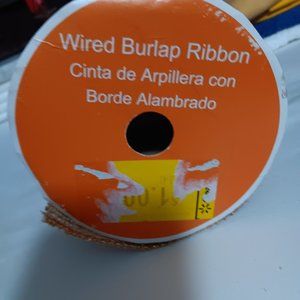 Wired Burlap Ribbon
Cinta de Arpillera con
Borde Alambrado